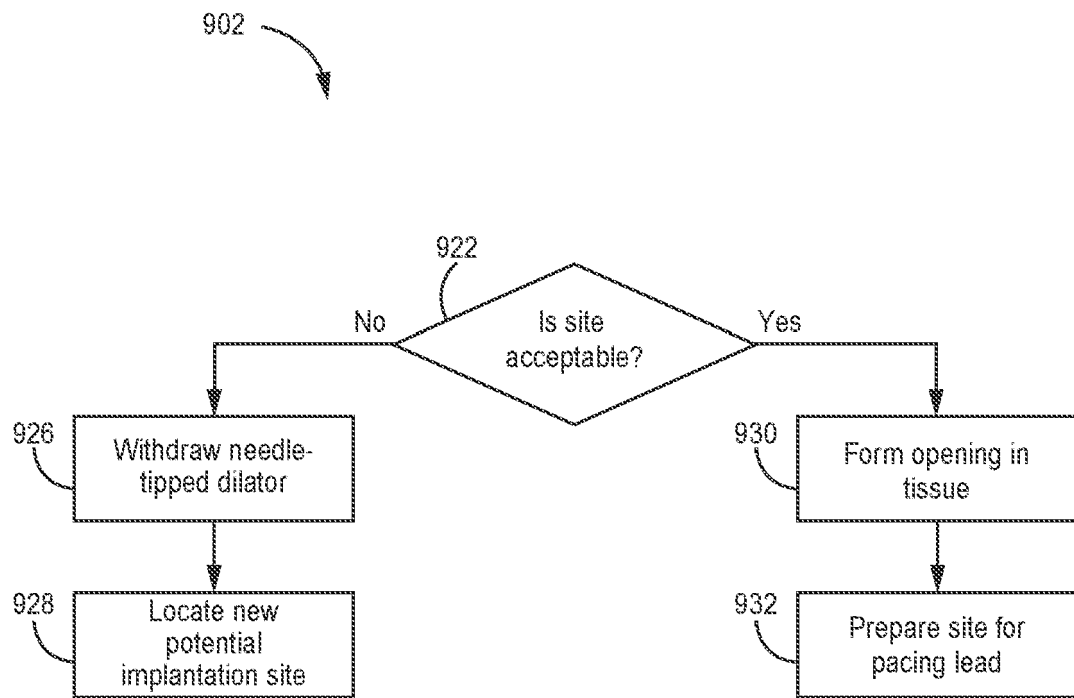 902
922
No
Is site
acceptable?
Yes
926
Withdraw needle-
tipped dilator
930
Form opening in
tissue
928
Locate new
potential
implantation site
932
Prepare site for
pacing lead